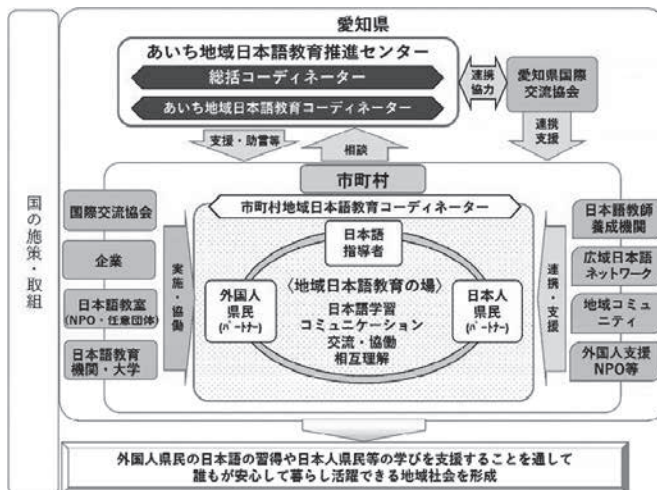 愛知県
あいち地域日本語教育推進センター
総括コーディネーター
あいち地域日本語教育コーディネーター
連携
協力
愛知県国際
交流協会
支援・助言等
相談
連携
支援
国の施策・取組
市町村
市町村地域日本語教育コーディネーター
国際交流協会
企業
日本語教室
(NPO・任意団体)
日本語教育
機関・大学
実施・協働
日本語
指導者
外国人
県民
(パートナー)
〈地域日本語教育の場〉
日本語学習
コミュニケーション
交流・協働
相互理解
日本人
県民
(パートナー)
連携・支援
日本語教師
養成機関
広域日本語
ネットワーク
地域コミュ
ニティ
外国人支援
NPO等
外国人県民の日本語の習得や日本人県民等の学びを支援することを通して
誰もが安心して暮らし活躍できる地域社会を形成